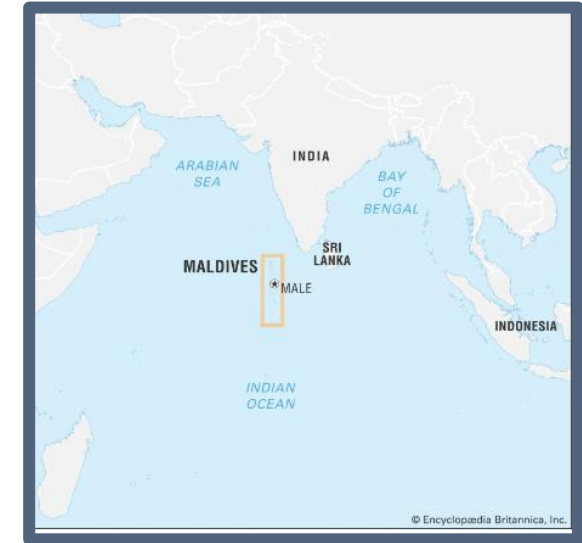 INDIA
ARABIAN
SEA
BAY
OF
BENGAL
SRI
LANKA
MALDIVES
MALE
INDONESIA
INDIAN
OCEAN
© Encyclopædia Britannica, Inc.